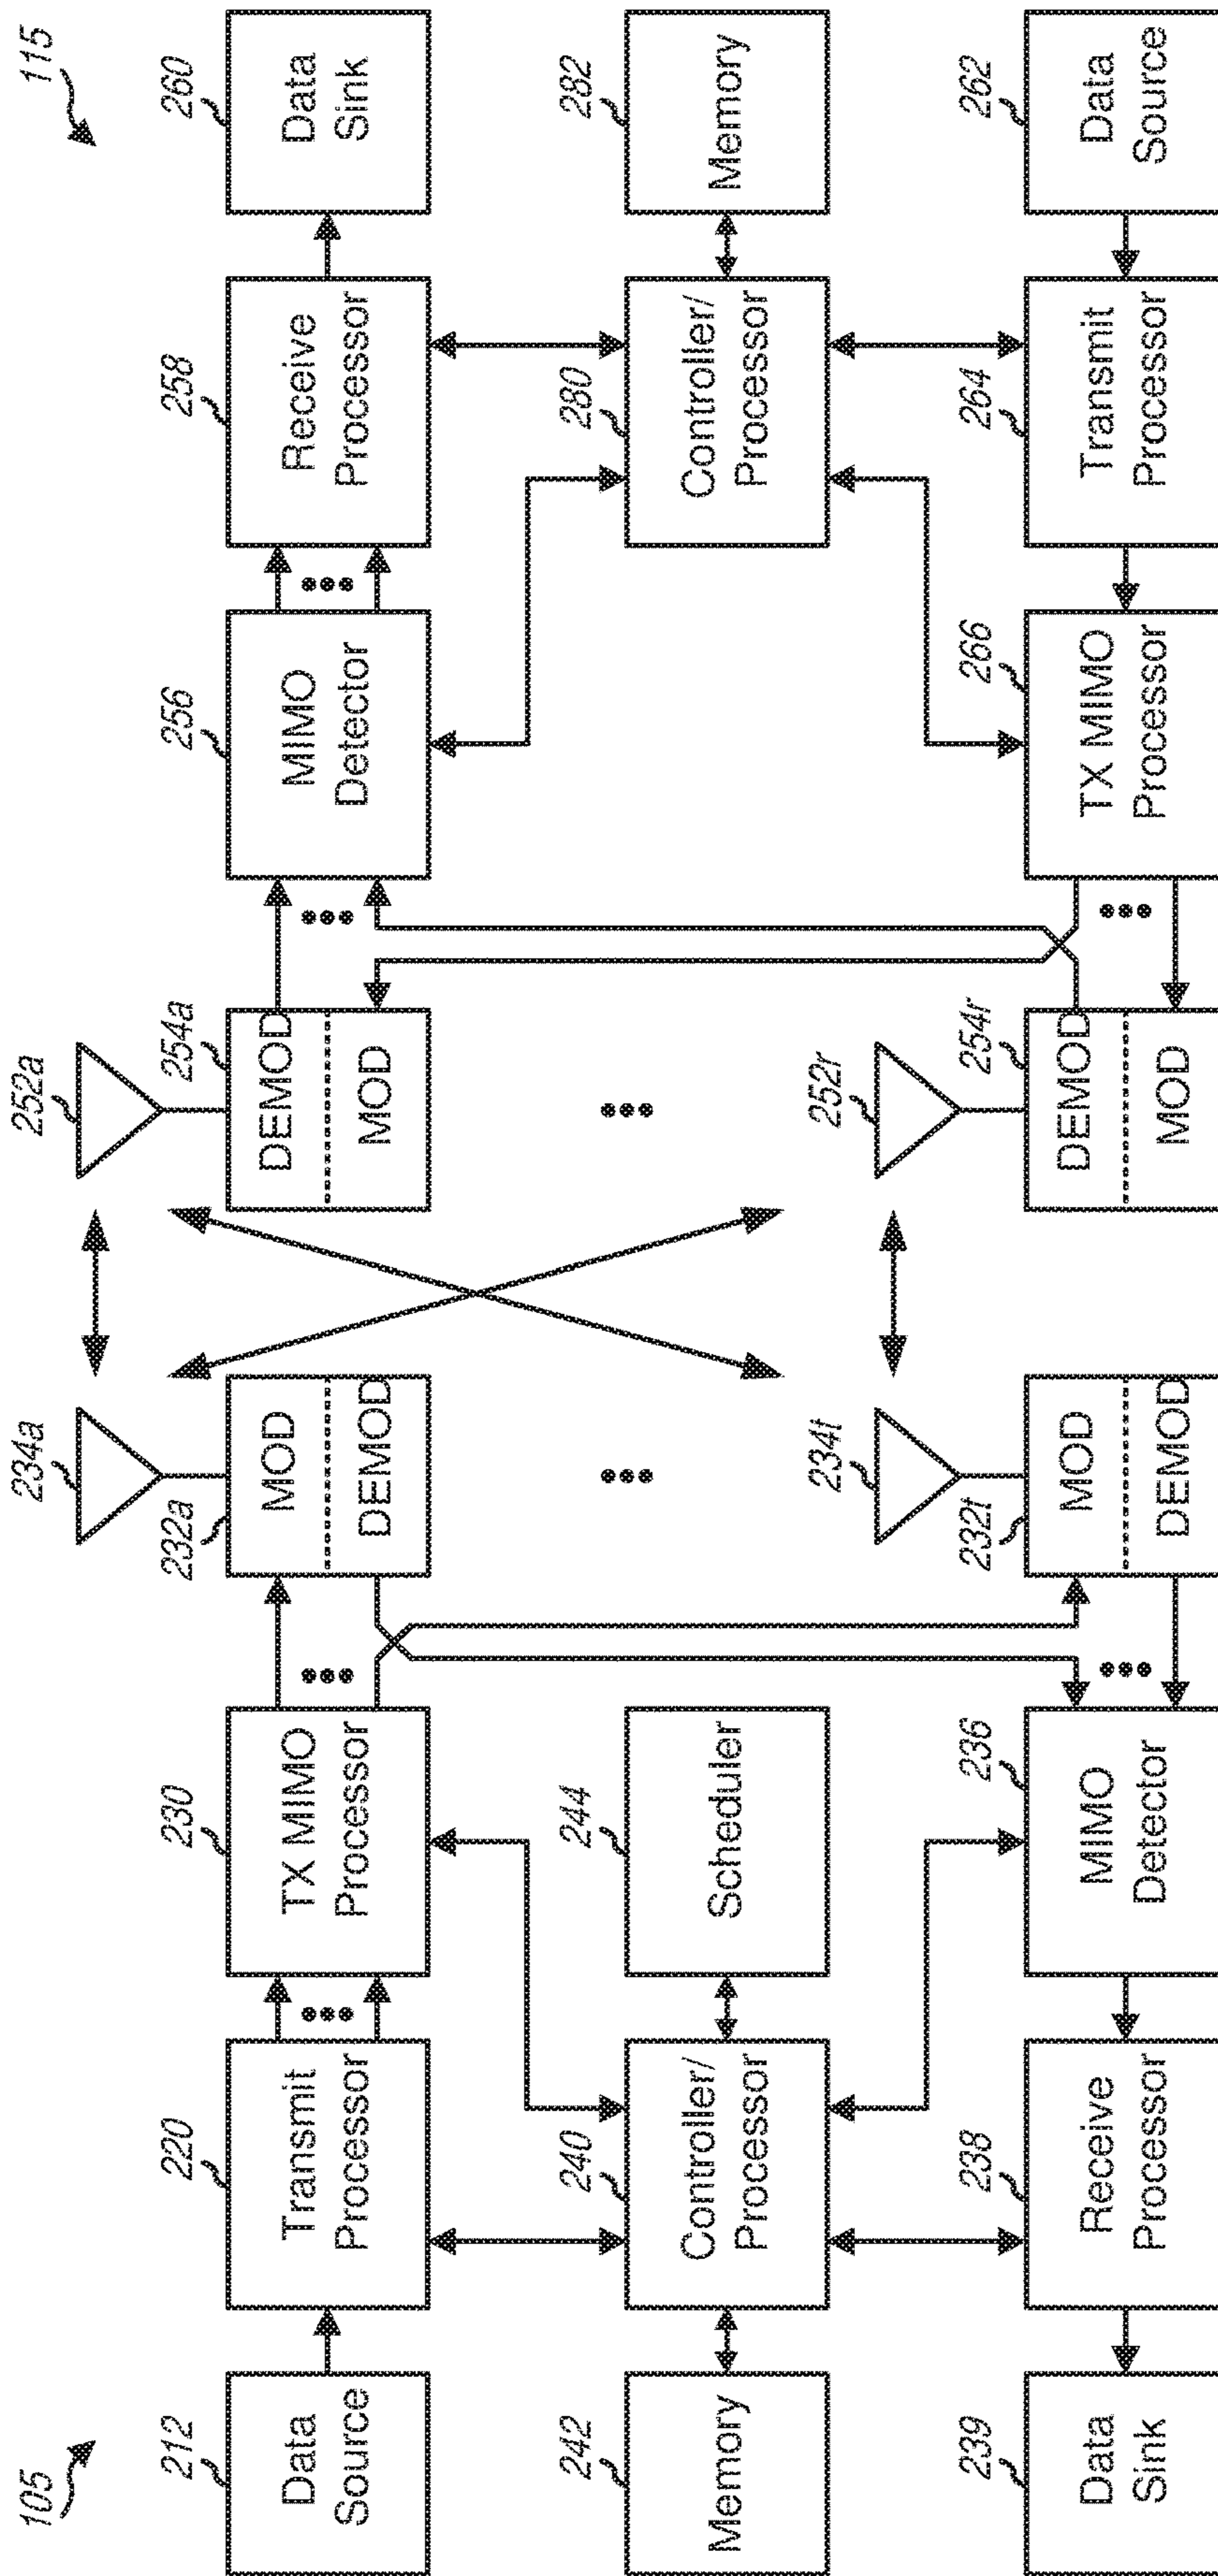 105
115
212
Data
Source
220
Transmit
Processor
230
TX MIMO
Processor
232a
MOD
DEMOD
234a
252a
254a
DEMOD
MOD
256
MIMO
Detector
258
Receive
Processor
260
Data
Sink
242
Memory
240
Controller/
Processor
244
Scheduler
280
Controller/
Processor
282
Memory
239
Data
Sink
238
Receive
Processor
236
MIMO
Detector
232t
MOD
DEMOD
234t
252r
254r
DEMOD
MOD
266
TX MIMO
Processor
264
Transmit
Processor
262
Data
Source